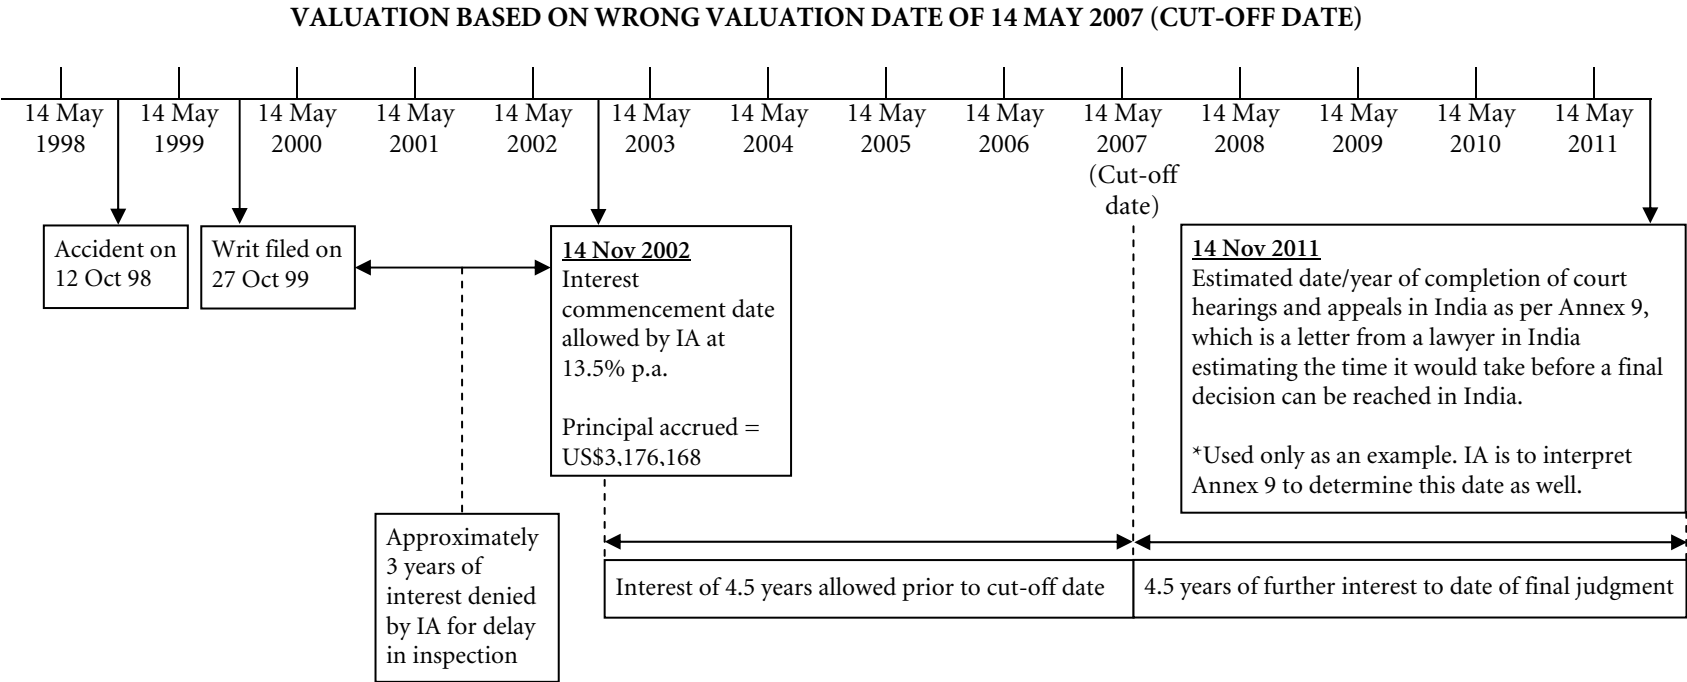 VALUATION BASED ON WRONG VALUATION DATE OF 14 MAY 2007 (CUT-OFF DATE)
14 May 14 May 14 May 14 May 14 May 14 May 14 May 14 May 14 May 14 May 14 May 14 May 14 May 14 May
1998 1999 2000 2001 2002 2003 2004 2005 2006 2007 2008 2009 2010 2011
(Cut-off
date)
Accident on
12 Oct 98
Writ filed on
27 Oct 99
14 Nov 2002
Interest
commencement date
allowed by IA at
13.5% p.a.
Principal accrued =
US$3,176,168
14 Nov 2011
Estimated date/year of completion of court
hearings and appeals in India as per Annex 9,
which is a letter from a lawyer in India
estimating the time it would take before a final
decision can be reached in India.
*Used only as an example. IA is to interpret
Annex 9 to determine this date as well.
Approximately
3 years of
interest denied
by IA for delay
in inspection
Interest of 4.5 years allowed prior to cut-off date
4.5 years of further interest to date of final judgment